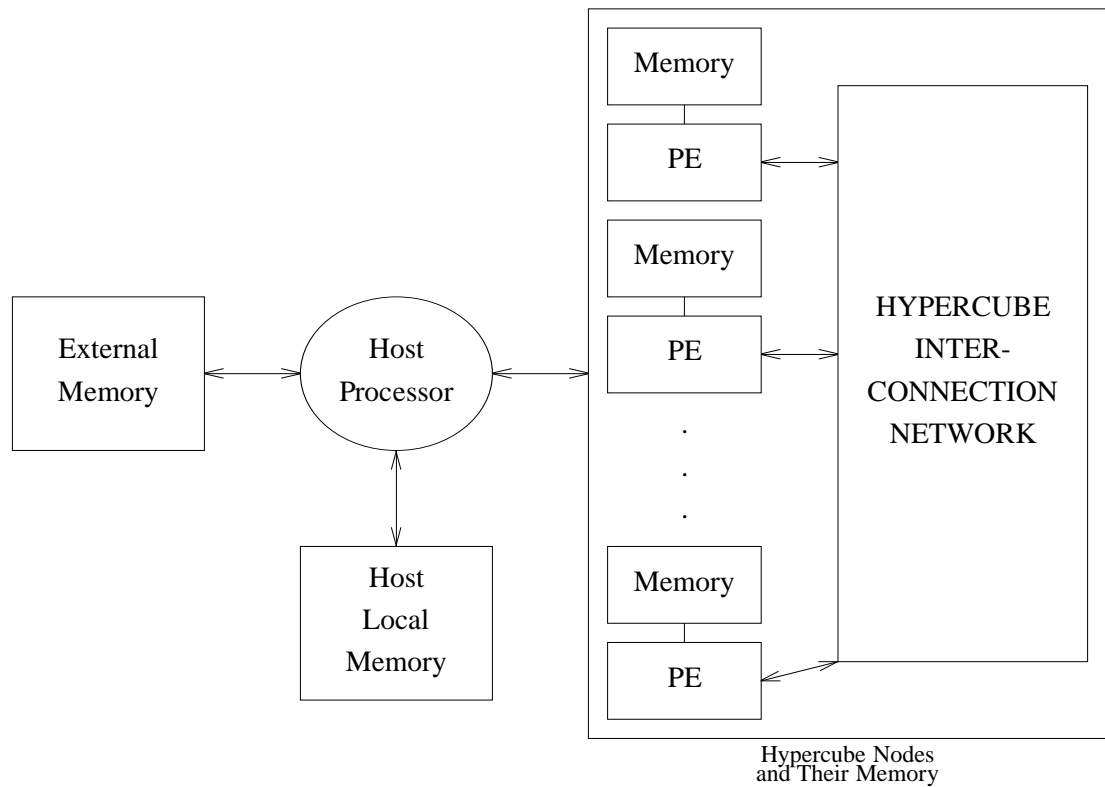 External
Memory
Host
Processor
Host
Local
Memory
Memory
PE
Memory
PE
.
.
.
Memory
PE
HYPERCUBE
INTER-
CONNECTION
NETWORK
Hypercube Nodes
and Their Memory